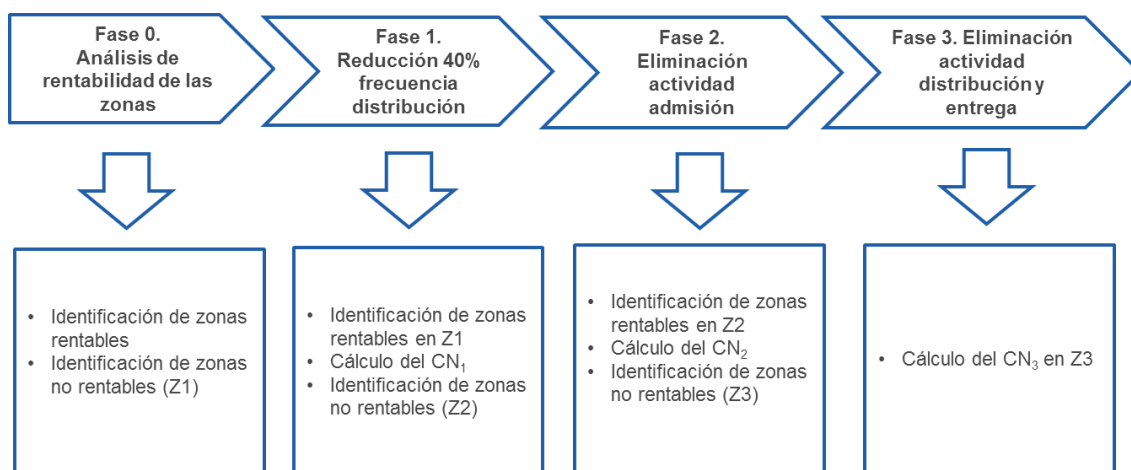 Fase 0.
Análisis de
rentabilidad de las
zonas
Fase 1.
Reducción 40%
frecuencia
distribución
Fase 2.
Eliminación
actividad
admisión
Fase 3. Eliminación
actividad
distribución y
entrega
• Identificación de zonas
rentables
• Identificación de zonas
no rentables (Z1)
• Identificación de zonas
rentables en Z1
• Cálculo del CN₁
• Identificación de zonas
no rentables (Z2)
• Identificación de zonas
rentables en Z2
• Cálculo del CN₂
• Identificación de zonas
no rentables (Z3)
• Cálculo del CN₃ en Z3